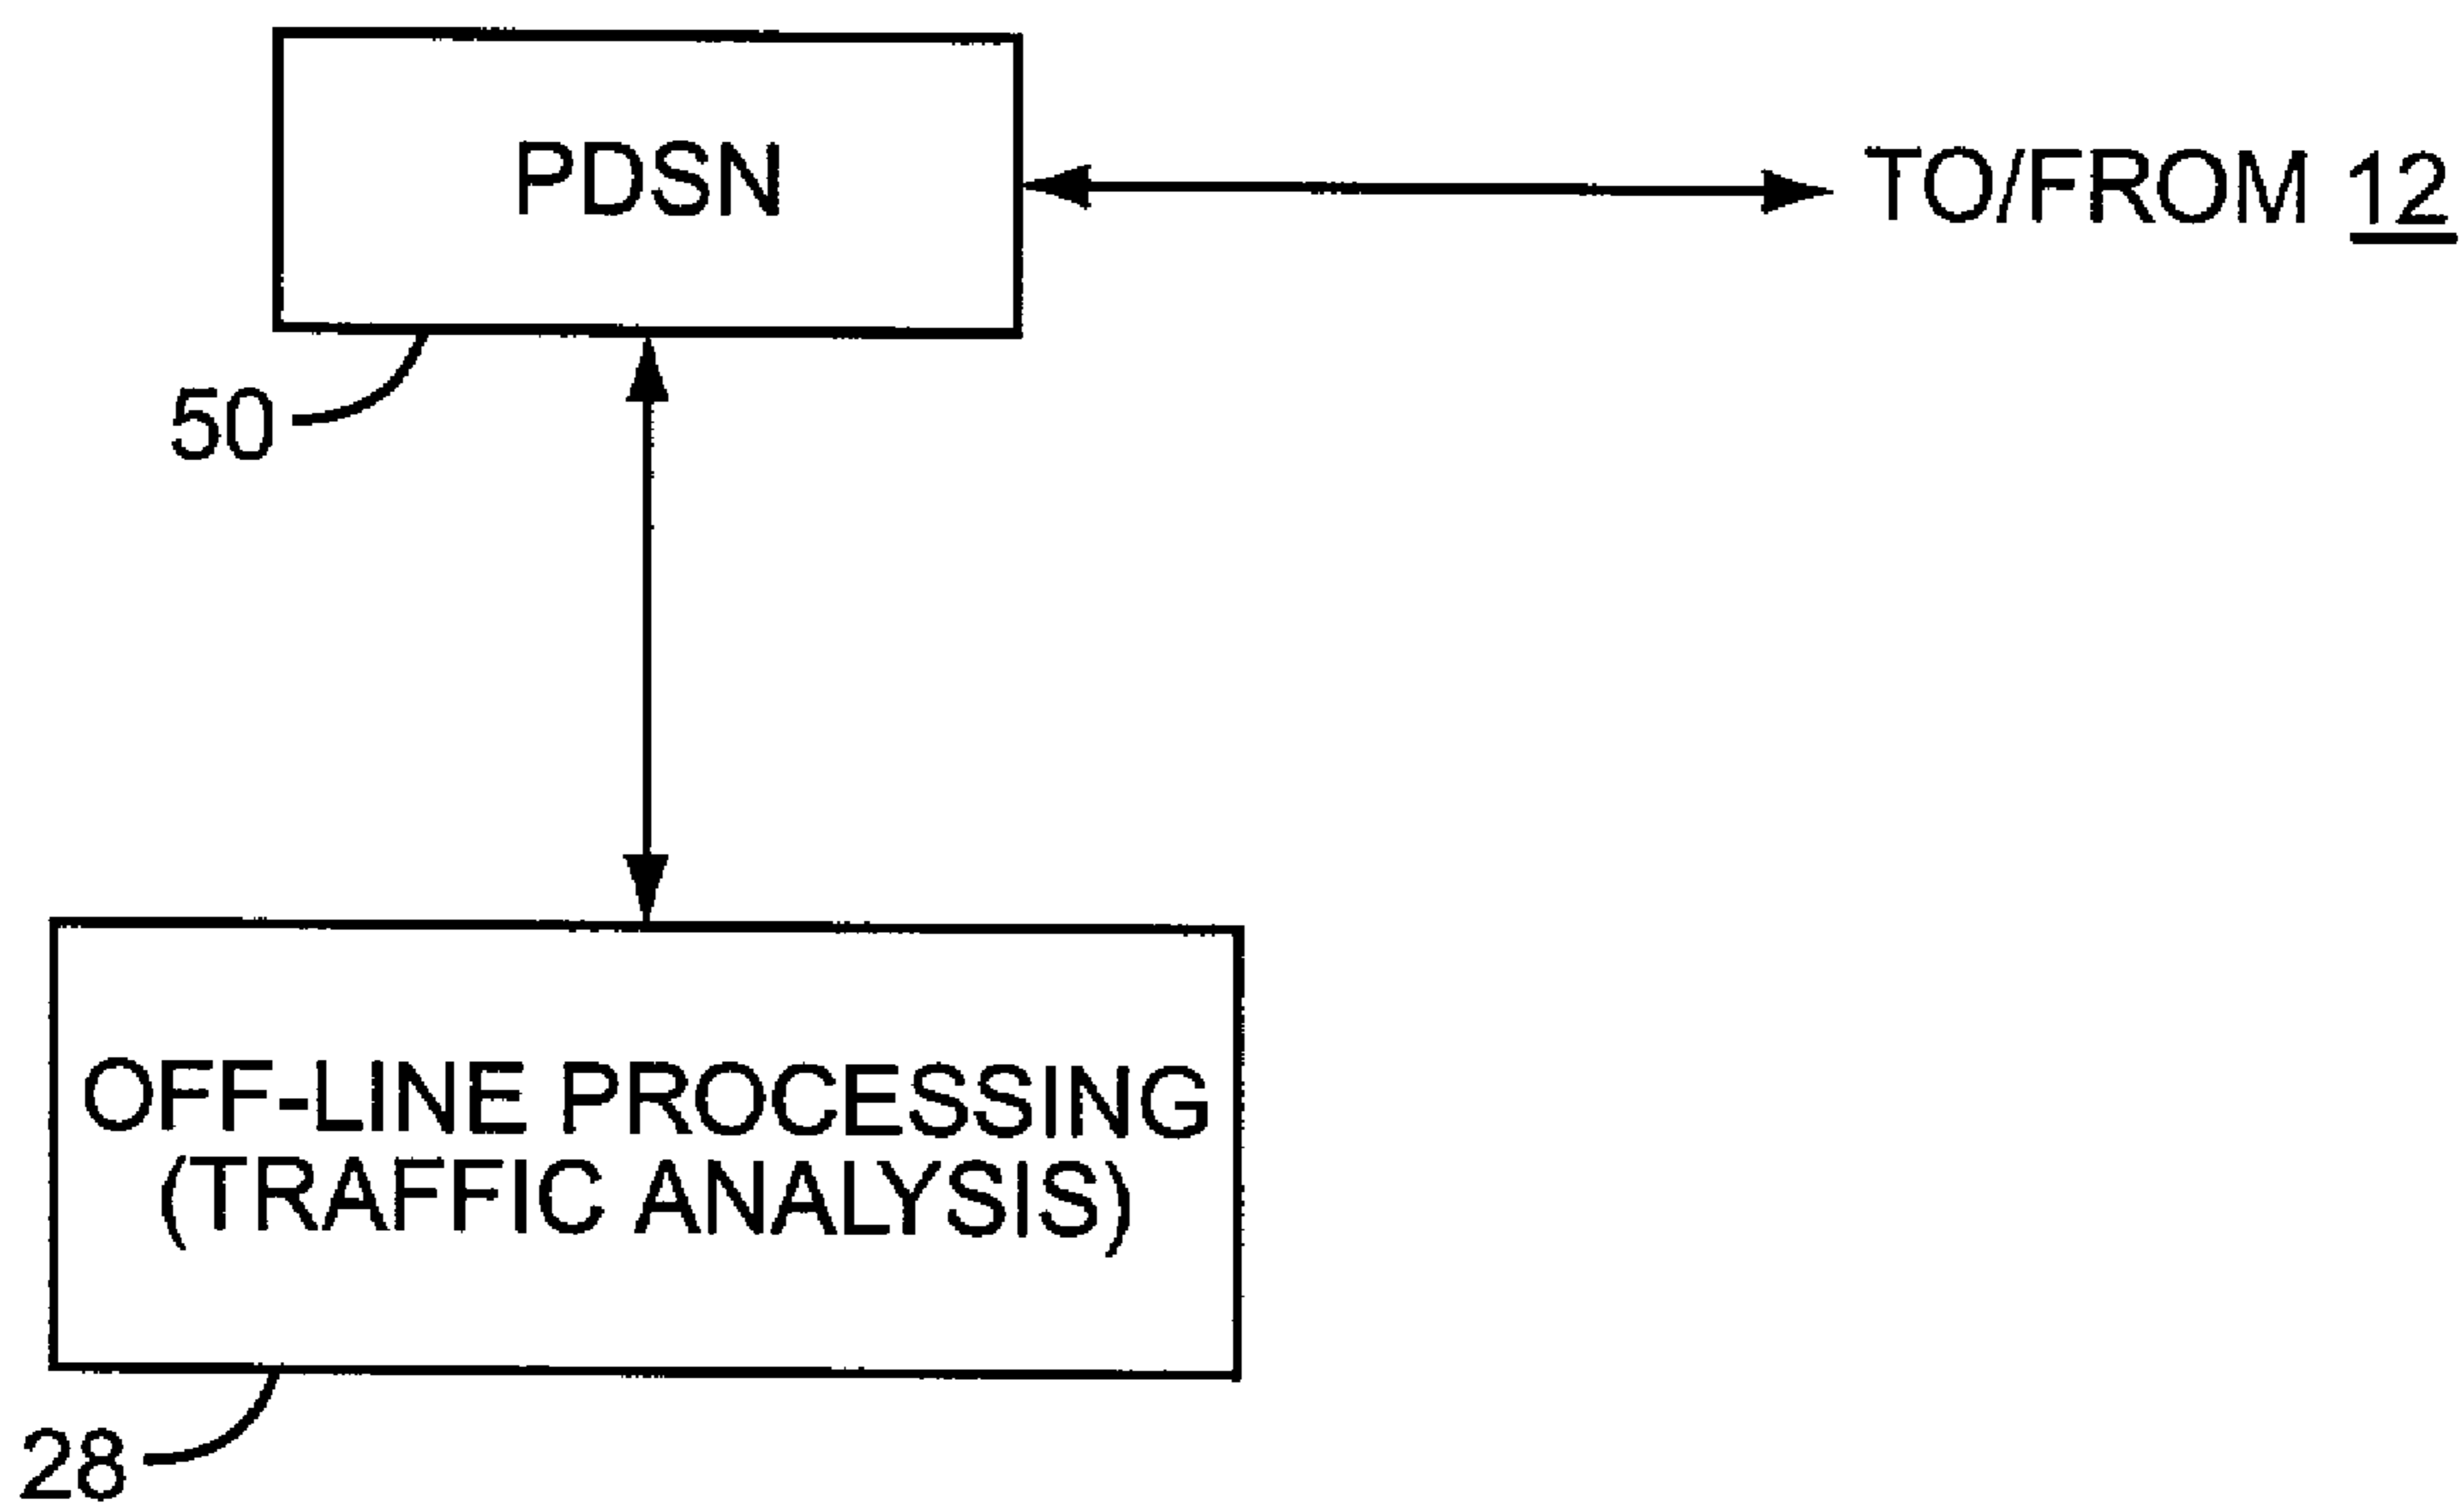 PDSN
TO/FROM 12
50
OFF-LINE PROCESSING
(TRAFFIC ANALYSIS)
28